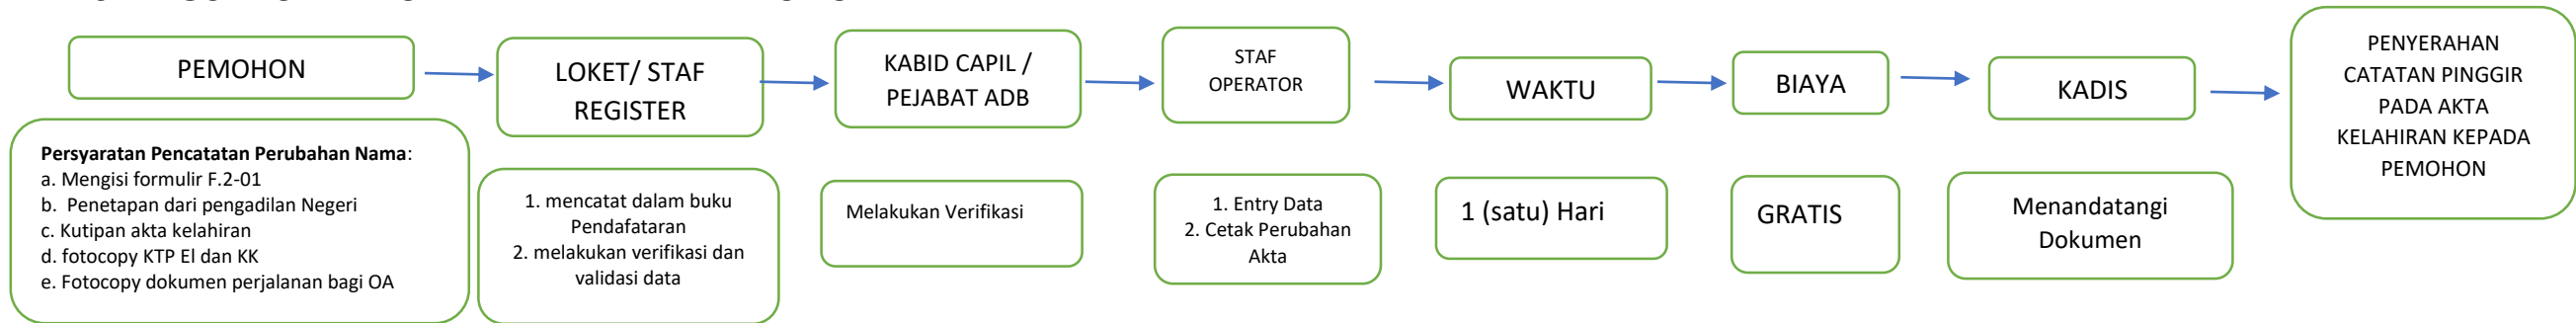 PEMOHON
LOKET/ STAF
REGISTER
KABID CAPIL /
PEJABAT ADB
STAF
OPERATOR
WAKTU
BIAYA
KADIS
PENYERAHAN
CATATAN PINGGIR
PADA AKTA
KELAHIRAN KEPADA
PEMOHON
Persyaratan Pencatatan Perubahan Nama:
a. Mengisi formulir F.2-01
b. Penetapan dari pengadilan Negeri
c. Kutipan akta kelahiran
d. fotocopy KTP El dan KK
e. Fotocopy dokumen perjalanan bagi OA
1. mencatat dalam buku
Pendafataran
2. melakukan verifikasi dan
validasi data
Melakukan Verifikasi
1. Entry Data
2. Cetak Perubahan
Akta
1 (satu) Hari
GRATIS
Menandatangi
Dokumen